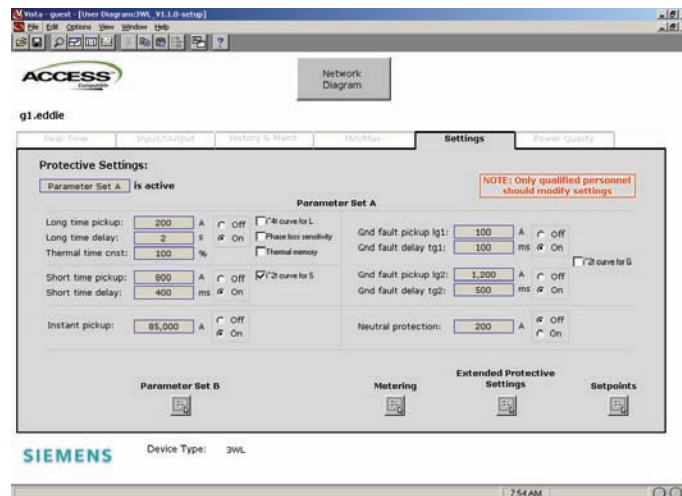 Vista - guest - [User Diagram:3WL_V1.1.0-setup]
File Edit Options View Window Help
ACCESS
Compatible
Network
Diagram
g1.eddie
Real-Time Input/Output History & Maint Min/Max Settings Power Quality
Protective Settings:
Parameter Set A is active
NOTE: Only qualified personnel
should modify settings
Parameter Set A
Long time pickup: 200 A Off I^4t curve for L
Long time delay: 2 s On Phase loss sensitivity
Thermal time cnst: 100 % Thermal memory
Gnd fault pickup Ig1: 100 A Off
Gnd fault delay tg1: 100 ms On
I^2t curve for G
Short time pickup: 800 A Off I^2t curve for S
Short time delay: 400 ms On
Gnd fault pickup Ig2: 1,200 A Off
Gnd fault delay tg2: 500 ms On
Instant pickup: 85,000 A Off On
Neutral protection: 200 A Off On
Parameter Set B
Metering
Extended Protective
Settings
Setpoints
SIEMENS
Device Type: 3WL
7:54 AM